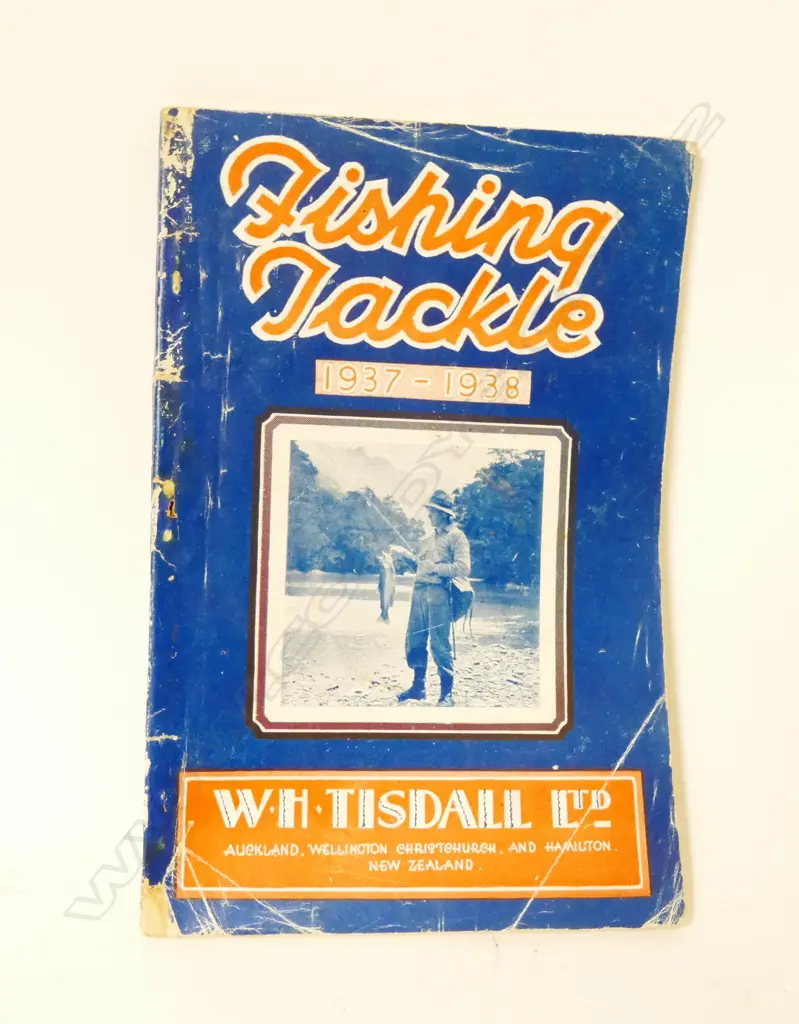 Fishing
Tackle
1937-1938
W·H·TISDALL LTD
AUCKLAND, WELLINGTON CHRISTCHURCH. AND HAMILTON.
NEW ZEALAND.